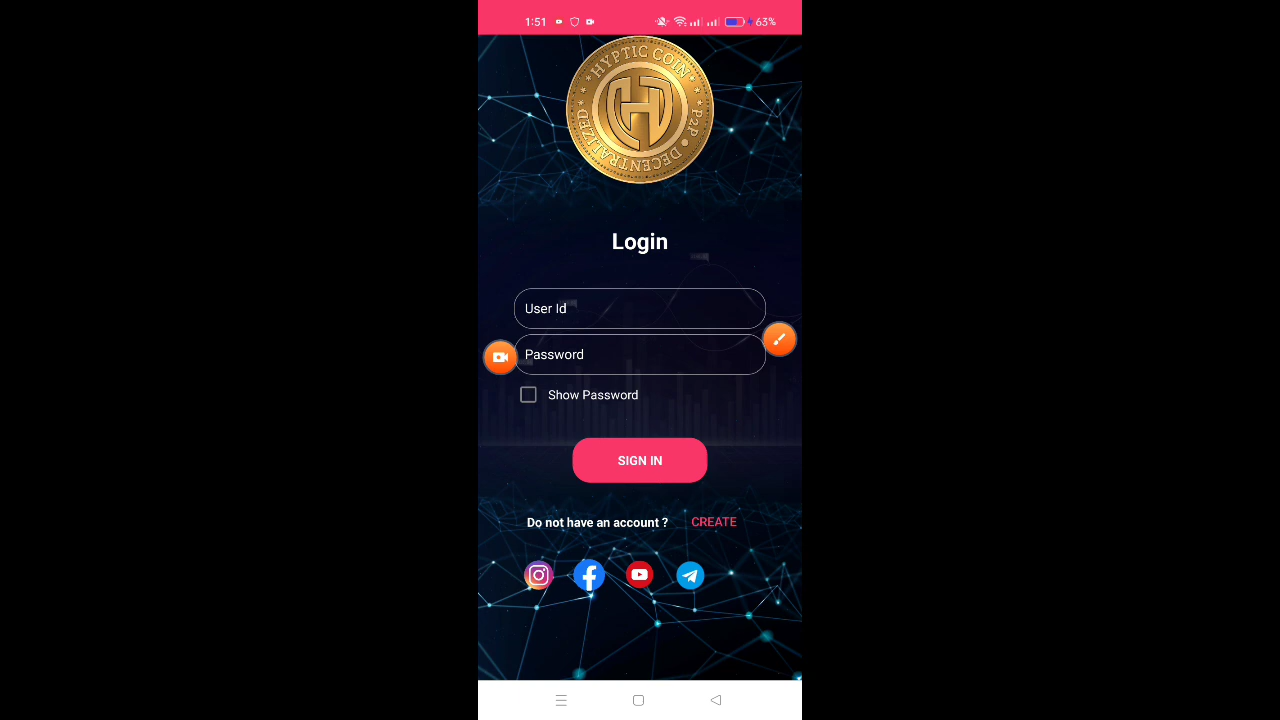 1:51
63%
HYPTIC COIN
P2P • DECENTRALIZED
Login
User Id
Password
Show Password
SIGN IN
Do not have an account ? CREATE